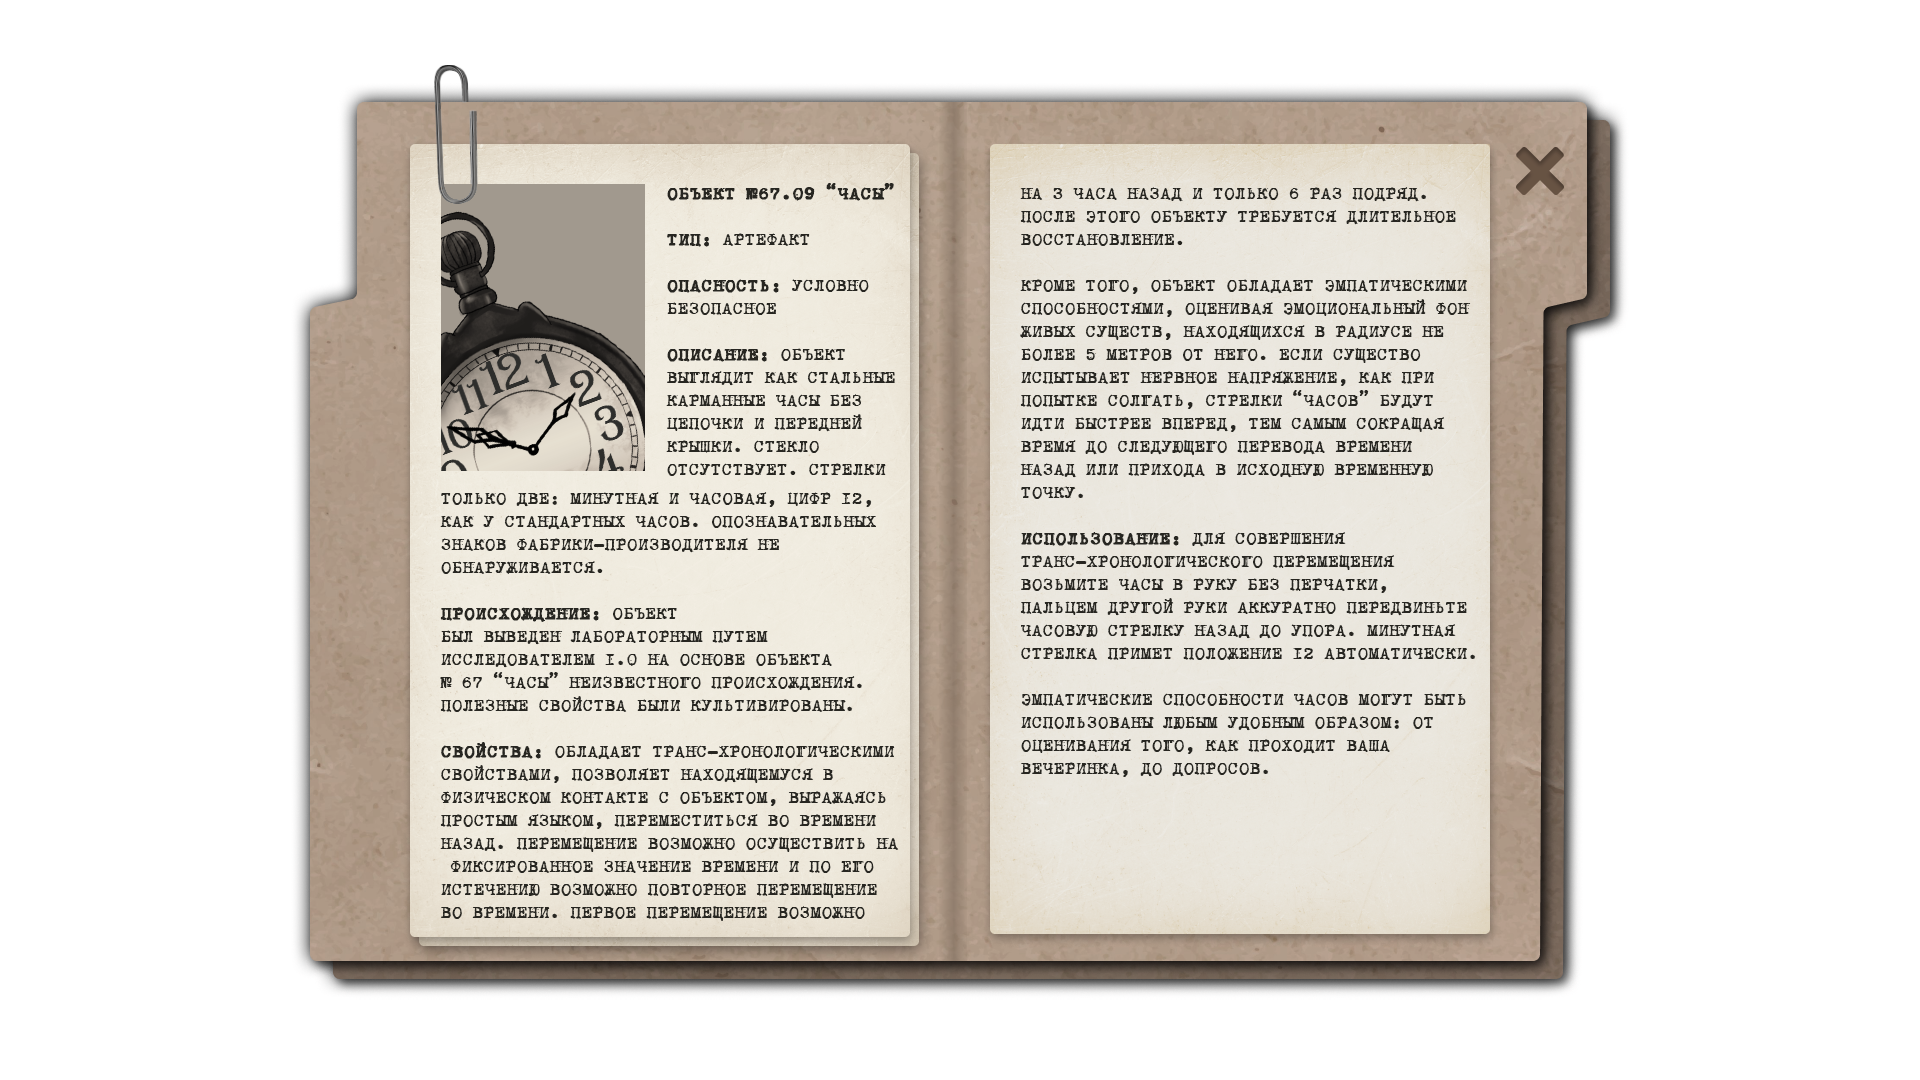 ОБЪЕКТ №67.09 “ЧАСЫ”
ТИП: АРТЕФАКТ
ОПАСНОСТЬ: УСЛОВНО
БЕЗОПАСНОЕ
ОПИСАНИЕ: ОБЪЕКТ
ВЫГЛЯДИТ КАК СТАЛЬНЫЕ
КАРМАННЫЕ ЧАСЫ БЕЗ
ЦЕПОЧКИ И ПЕРЕДНЕЙ
КРЫШКИ. СТЕКЛО
ОТСУТСТВУЕТ. СТРЕЛКИ
ТОЛЬКО ДВЕ: МИНУТНАЯ И ЧАСОВАЯ, ЦИФР I2,
КАК У СТАНДАРТНЫХ ЧАСОВ. ОПОЗНАВАТЕЛЬНЫХ
ЗНАКОВ ФАБРИКИ–ПРОИЗВОДИТЕЛЯ НЕ
ОБНАРУЖИВАЕТСЯ.
ПРОИСХОЖДЕНИЕ: ОБЪЕКТ
БЫЛ ВЫВЕДЕН ЛАБОРАТОРНЫМ ПУТЕМ
ИССЛЕДОВАТЕЛЕМ I.0 НА ОСНОВЕ ОБЪЕКТА
№ 67 “ЧАСЫ” НЕИЗВЕСТНОГО ПРОИСХОЖДЕНИЯ.
ПОЛЕЗНЫЕ СВОЙСТВА БЫЛИ КУЛЬТИВИРОВАНЫ.
СВОЙСТВА: ОБЛАДАЕТ ТРАНС–ХРОНОЛОГИЧЕСКИМИ
СВОЙСТВАМИ, ПОЗВОЛЯЕТ НАХОДЯЩЕМУСЯ В
ФИЗИЧЕСКОМ КОНТАКТЕ С ОБЪЕКТОМ, ВЫРАЖАЯСЬ
ПРОСТЫМ ЯЗЫКОМ, ПЕРЕМЕСТИТЬСЯ ВО ВРЕМЕНИ
НАЗАД. ПЕРЕМЕЩЕНИЕ ВОЗМОЖНО ОСУЩЕСТВИТЬ НА
ФИКСИРОВАННОЕ ЗНАЧЕНИЕ ВРЕМЕНИ И ПО ЕГО
ИСТЕЧЕНИЮ ВОЗМОЖНО ПОВТОРНОЕ ПЕРЕМЕЩЕНИЕ
ВО ВРЕМЕНИ. ПЕРВОЕ ПЕРЕМЕЩЕНИЕ ВОЗМОЖНО
12
1
2
3
4
11
10
9
НА 3 ЧАСА НАЗАД И ТОЛЬКО 6 РАЗ ПОДРЯД.
ПОСЛЕ ЭТОГО ОБЪЕКТУ ТРЕБУЕТСЯ ДЛИТЕЛЬНОЕ
ВОССТАНОВЛЕНИЕ.
КРОМЕ ТОГО, ОБЪЕКТ ОБЛАДАЕТ ЭМПАТИЧЕСКИМИ
СПОСОБНОСТЯМИ, ОЦЕНИВАЯ ЭМОЦИОНАЛЬНЫЙ ФОН
ЖИВЫХ СУЩЕСТВ, НАХОДЯЩИХСЯ В РАДИУСЕ НЕ
БОЛЕЕ 5 МЕТРОВ ОТ НЕГО. ЕСЛИ СУЩЕСТВО
ИСПЫТЫВАЕТ НЕРВНОЕ НАПРЯЖЕНИЕ, КАК ПРИ
ПОПЫТКЕ СОЛГАТЬ, СТРЕЛКИ “ЧАСОВ” БУДУТ
ИДТИ БЫСТРЕЕ ВПЕРЕД, ТЕМ САМЫМ СОКРАЩАЯ
ВРЕМЯ ДО СЛЕДУЮЩЕГО ПЕРЕВОДА ВРЕМЕНИ
НАЗАД ИЛИ ПРИХОДА В ИСХОДНУЮ ВРЕМЕННУЮ
ТОЧКУ.
ИСПОЛЬЗОВАНИЕ: ДЛЯ СОВЕРШЕНИЯ
ТРАНС–ХРОНОЛОГИЧЕСКОГО ПЕРЕМЕЩЕНИЯ
ВОЗЬМИТЕ ЧАСЫ В РУКУ БЕЗ ПЕРЧАТКИ,
ПАЛЬЦЕМ ДРУГОЙ РУКИ АККУРАТНО ПЕРЕДВИНЬТЕ
ЧАСОВУЮ СТРЕЛКУ НАЗАД ДО УПОРА. МИНУТНАЯ
СТРЕЛКА ПРИМЕТ ПОЛОЖЕНИЕ I2 АВТОМАТИЧЕСКИ.
ЭМПАТИЧЕСКИЕ СПОСОБНОСТИ ЧАСОВ МОГУТ БЫТЬ
ИСПОЛЬЗОВАНЫ ЛЮБЫМ УДОБНЫМ ОБРАЗОМ: ОТ
ОЦЕНИВАНИЯ ТОГО, КАК ПРОХОДИТ ВАША
ВЕЧЕРИНКА, ДО ДОПРОСОВ.